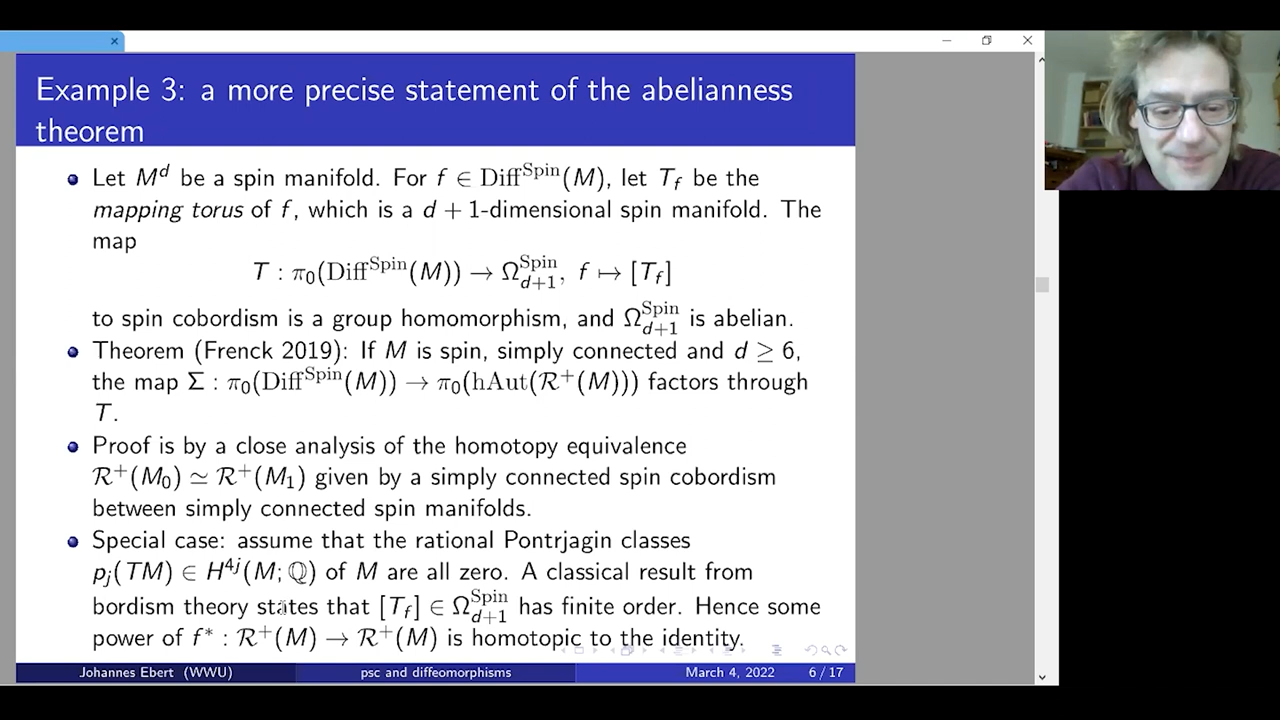 Example 3: a more precise statement of the abelianness
theorem
Let M^d be a spin manifold. For f ∈ Diff^Spin(M), let T_f be the
mapping torus of f, which is a d + 1-dimensional spin manifold. The
map
T : π_0(Diff^Spin(M)) → Ω^Spin_{d+1}, f ↦ [T_f]
to spin cobordism is a group homomorphism, and Ω^Spin_{d+1} is abelian.
Theorem (Frenck 2019): If M is spin, simply connected and d ≥ 6,
the map Σ : π_0(Diff^Spin(M)) → π_0(hAut(R^+(M))) factors through
T.
Proof is by a close analysis of the homotopy equivalence
R^+(M_0) ≃ R^+(M_1) given by a simply connected spin cobordism
between simply connected spin manifolds.
Special case: assume that the rational Pontrjagin classes
p_j(TM) ∈ H^{4j}(M; ℚ) of M are all zero. A classical result from
bordism theory states that [T_f] ∈ Ω^Spin_{d+1} has finite order. Hence some
power of f* : R^+(M) → R^+(M) is homotopic to the identity.
Johannes Ebert (WWU) psc and diffeomorphisms March 4, 2022 6 / 17